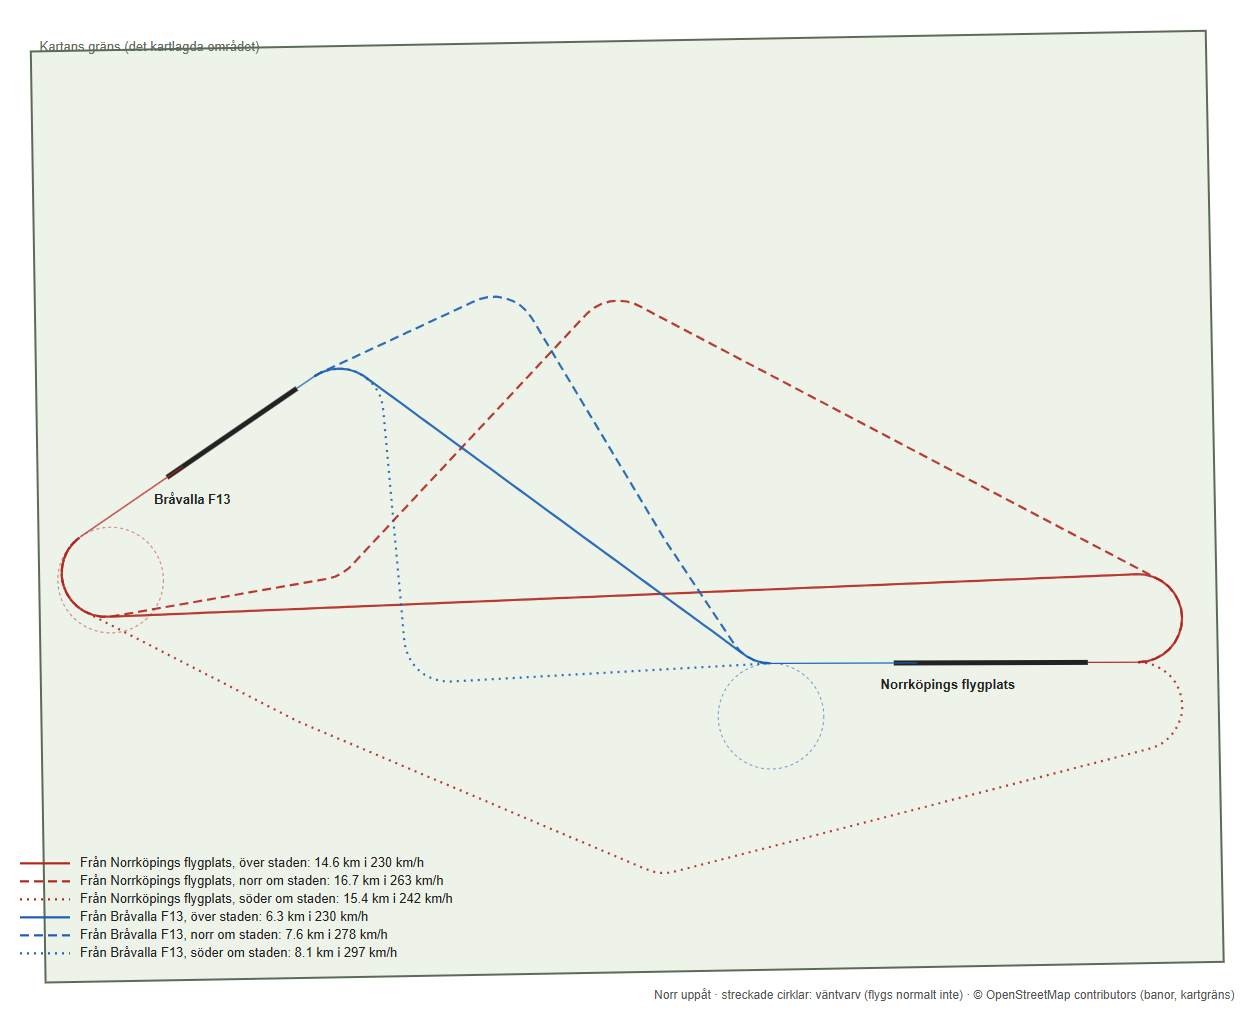 Kartans gräns (det kartlagda området)
Bråvalla F13
Norrköpings flygplats
Från Norrköpings flygplats, över staden: 14.6 km i 230 km/h
Från Norrköpings flygplats, norr om staden: 16.7 km i 263 km/h
Från Norrköpings flygplats, söder om staden: 15.4 km i 242 km/h
Från Bråvalla F13, över staden: 6.3 km i 230 km/h
Från Bråvalla F13, norr om staden: 7.6 km i 278 km/h
Från Bråvalla F13, söder om staden: 8.1 km i 297 km/h
Norr uppåt · streckade cirklar: väntvarv (flygs normalt inte) · © OpenStreetMap contributors (banor, kartgräns)